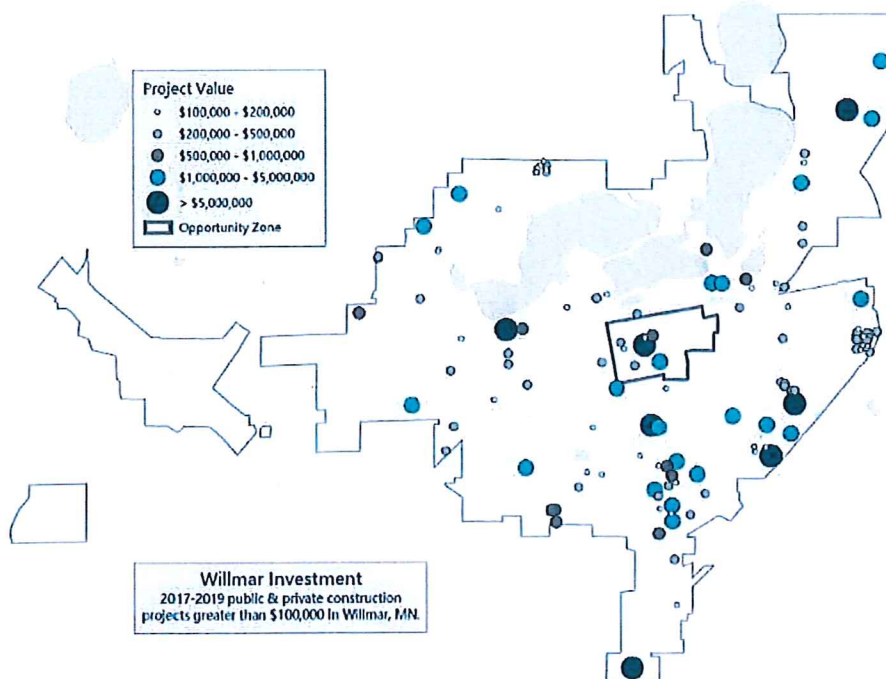 Project Value
$100,000 - $200,000
$200,000 - $500,000
$500,000 - $1,000,000
$1,000,000 - $5,000,000
> $5,000,000
Opportunity Zone
Willmar Investment
2017-2019 public & private construction
projects greater than $100,000 in Willmar, MN.